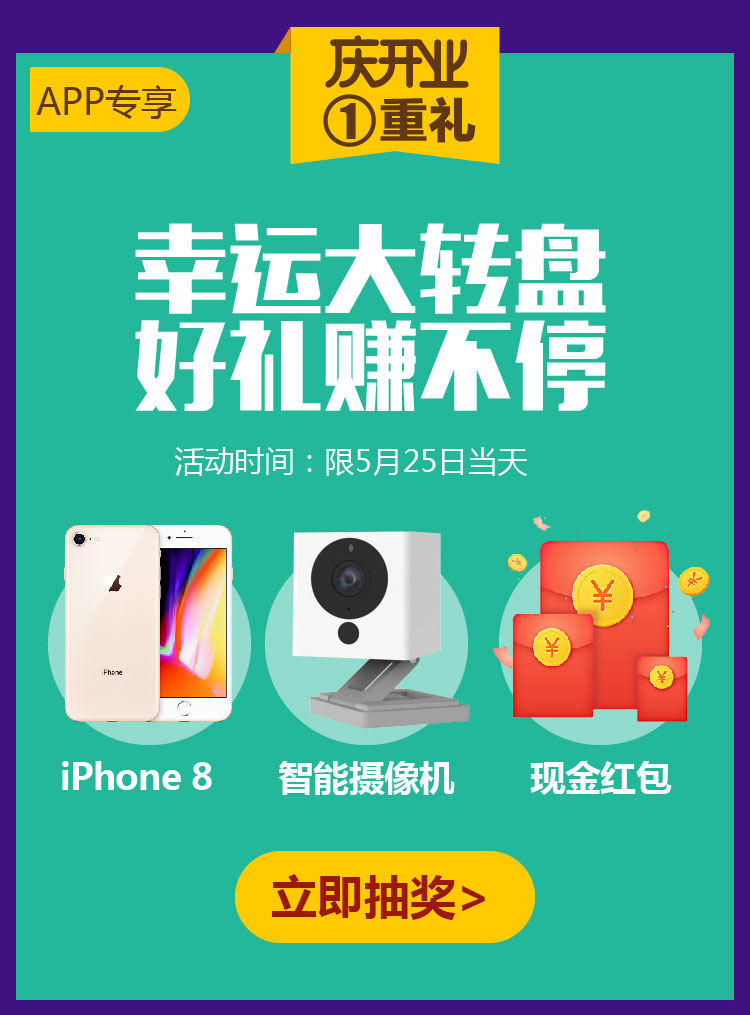 庆开业
①重礼
APP专享
幸运大转盘
好礼赚不停
活动时间：限5月25日当天
iPhone
¥
¥
¥
iPhone 8
智能摄像机
现金红包
立即抽奖>